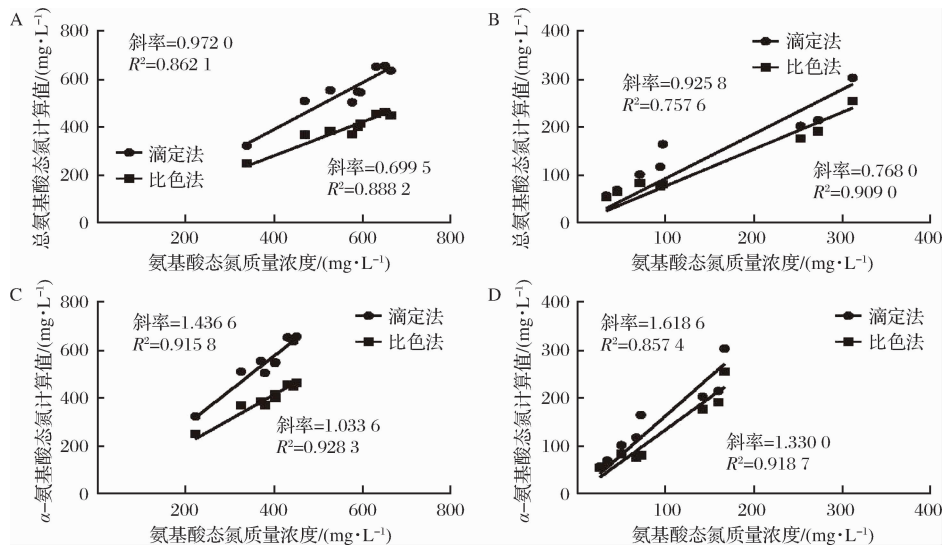 A
总氨基酸态氮计算值/(mg·L⁻¹)
800
600
400
200
0
斜率=0.972 0
R²=0.862 1
滴定法
比色法
斜率=0.699 5
R²=0.888 2
200 400 600 800
氨基酸态氮质量浓度/(mg·L⁻¹)
B
总氨基酸态氮计算值/(mg·L⁻¹)
400
300
200
100
0
滴定法
比色法
斜率=0.925 8
R²=0.757 6
斜率=0.768 0
R²=0.909 0
100 200 300 400
氨基酸态氮质量浓度/(mg·L⁻¹)
C
α-氨基酸态氮计算值/(mg·L⁻¹)
800
600
400
200
0
斜率=1.436 6
R²=0.915 8
滴定法
比色法
斜率=1.033 6
R²=0.928 3
200 400 600 800
氨基酸态氮质量浓度/(mg·L⁻¹)
D
α-氨基酸态氮计算值/(mg·L⁻¹)
400
300
200
100
0
斜率=1.618 6
R²=0.857 4
滴定法
比色法
斜率=1.330 0
R²=0.918 7
100 200 300 400
氨基酸态氮质量浓度/(mg·L⁻¹)